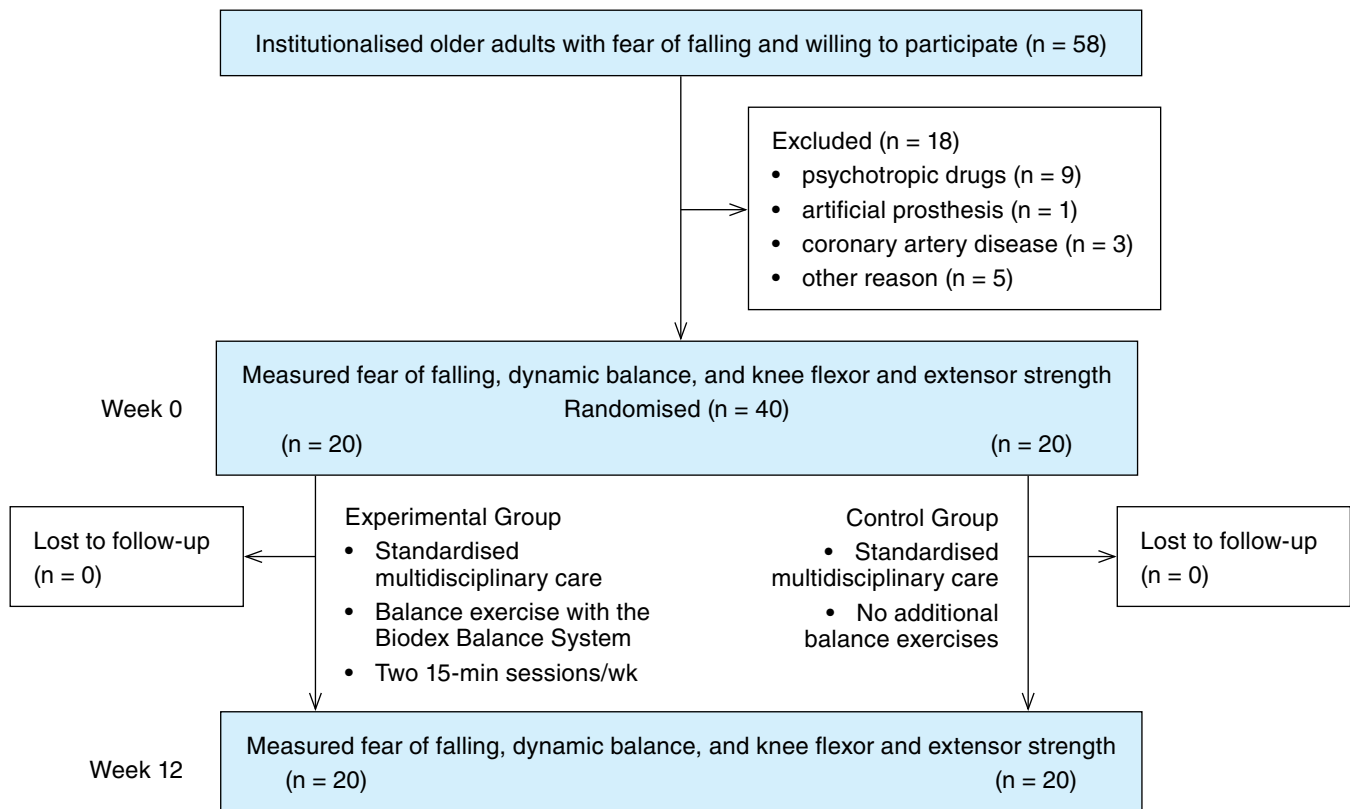 Institutionalised older adults with fear of falling and willing to participate (n = 58)
Excluded (n = 18)
• psychotropic drugs (n = 9)
• artificial prosthesis (n = 1)
• coronary artery disease (n = 3)
• other reason (n = 5)
Week 0
Measured fear of falling, dynamic balance, and knee flexor and extensor strength
Randomised (n = 40)
(n = 20)
(n = 20)
Lost to follow-up
(n = 0)
Experimental Group
• Standardised
multidisciplinary care
• Balance exercise with the
Biodex Balance System
• Two 15-min sessions/wk
Control Group
• Standardised
multidisciplinary care
• No additional
balance exercises
Lost to follow-up
(n = 0)
Week 12
Measured fear of falling, dynamic balance, and knee flexor and extensor strength
(n = 20)
(n = 20)